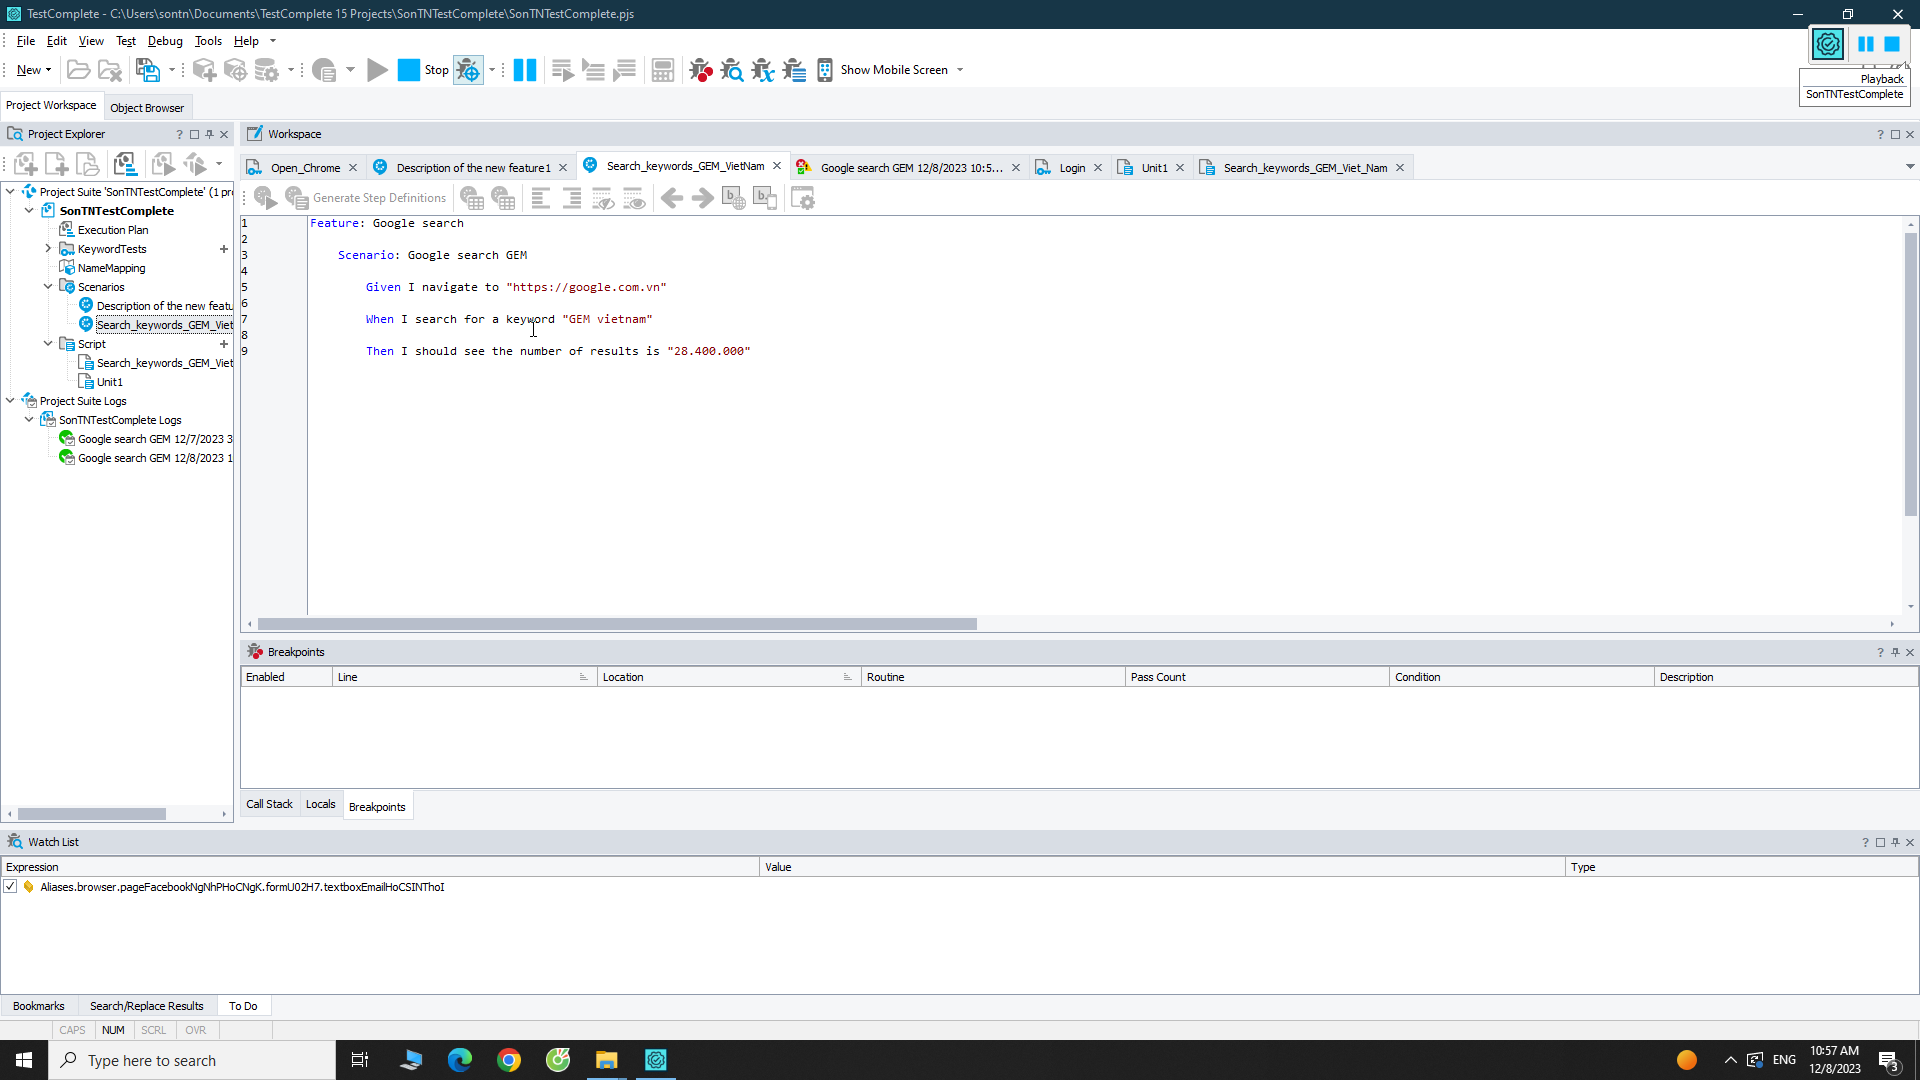 TestComplete - C:\Users\sontn\Documents\TestComplete 15 Projects\SonTNTestComplete\SonTNTestComplete.pjs
File Edit View Test Debug Tools Help
New Stop Show Mobile Screen
Playback
SonTNTestComplete
Project Workspace Object Browser
Project Explorer
Project Suite 'SonTNTestComplete' (1 pr
SonTNTestComplete
Execution Plan
KeywordTests
NameMapping
Scenarios
Description of the new featu
Search_keywords_GEM_Viet
Script
Search_keywords_GEM_Viet
Unit1
Project Suite Logs
SonTNTestComplete Logs
Google search GEM 12/7/2023 3
Google search GEM 12/8/2023 1
Workspace
Open_Chrome Description of the new feature1 Search_keywords_GEM_VietNam Google search GEM 12/8/2023 10:5... Login Unit1 Search_keywords_GEM_Viet_Nam
Generate Step Definitions
1 Feature: Google search
2
3 Scenario: Google search GEM
4
5 Given I navigate to "https://google.com.vn"
6
7 When I search for a keyword "GEM vietnam"
8
9 Then I should see the number of results is "28.400.000"
Breakpoints
Enabled Line Location Routine Pass Count Condition Description
Call Stack Locals Breakpoints
Watch List
Expression Value Type
Aliases.browser.pageFacebookNgNhPHoCNgK.formU02H7.textboxEmailHoCSINThoI
Bookmarks Search/Replace Results To Do
CAPS NUM SCRL OVR
Type here to search
ENG
10:57 AM
12/8/2023
3